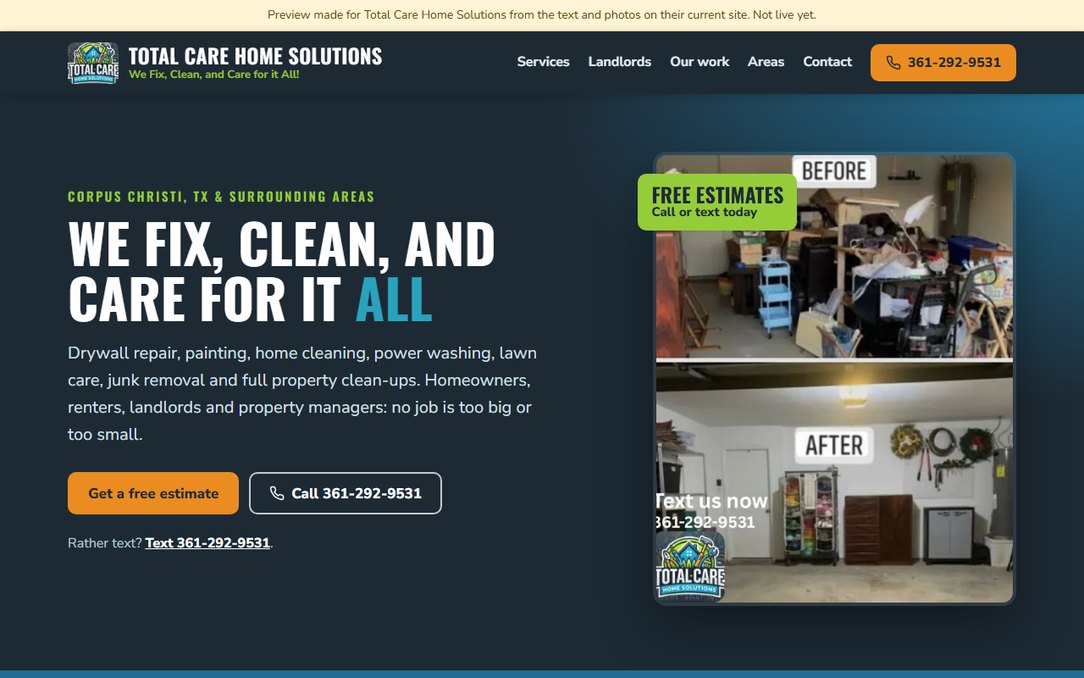 Preview made for Total Care Home Solutions from the text and photos on their current site. Not live yet.
TOTAL CARE
HOME SOLUTIONS
TOTAL CARE HOME SOLUTIONS
We Fix, Clean, and Care for it All!
Services
Landlords
Our work
Areas
Contact
361-292-9531
CORPUS CHRISTI, TX & SURROUNDING AREAS
WE FIX, CLEAN, AND
CARE FOR IT ALL
Drywall repair, painting, home cleaning, power washing, lawn
care, junk removal and full property clean-ups. Homeowners,
renters, landlords and property managers: no job is too big or
too small.
Get a free estimate
Call 361-292-9531
Rather text? Text 361-292-9531.
BEFORE
FREE ESTIMATES
Call or text today
AFTER
Text us now
361-292-9531
TOTAL CARE
HOME SOLUTIONS